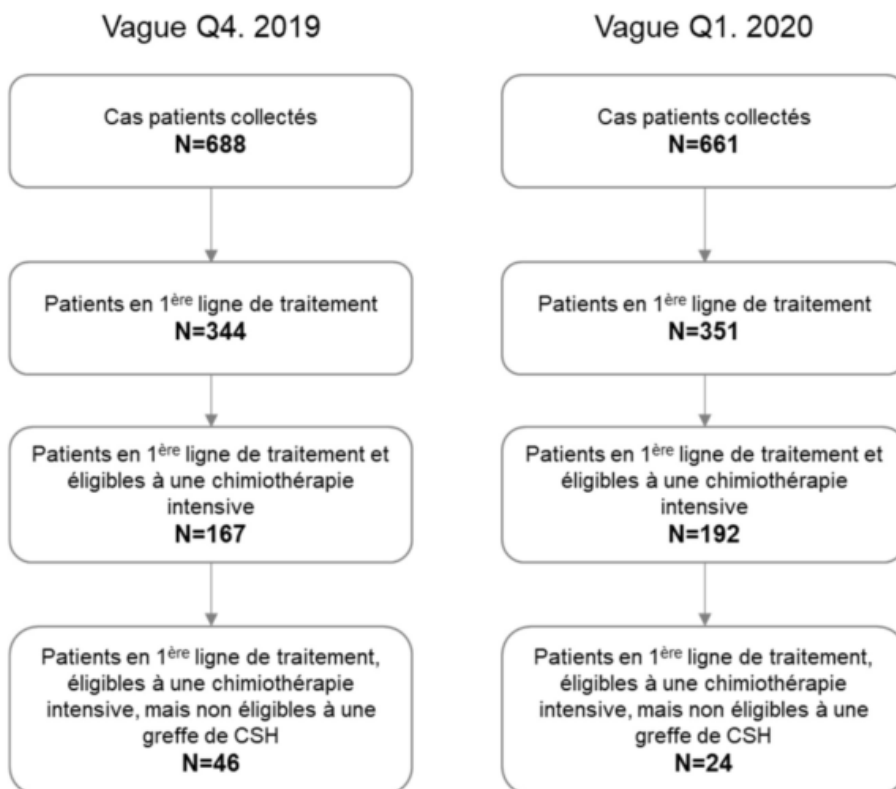 Vague Q4. 2019
Cas patients collectés
N=688
Patients en 1ère ligne de traitement
N=344
Patients en 1ère ligne de traitement et
éligibles à une chimiothérapie
intensive
N=167
Patients en 1ère ligne de traitement,
éligibles à une chimiothérapie
intensive, mais non éligibles à une
greffe de CSH
N=46
Vague Q1. 2020
Cas patients collectés
N=661
Patients en 1ère ligne de traitement
N=351
Patients en 1ère ligne de traitement et
éligibles à une chimiothérapie
intensive
N=192
Patients en 1ère ligne de traitement,
éligibles à une chimiothérapie
intensive, mais non éligibles à une
greffe de CSH
N=24